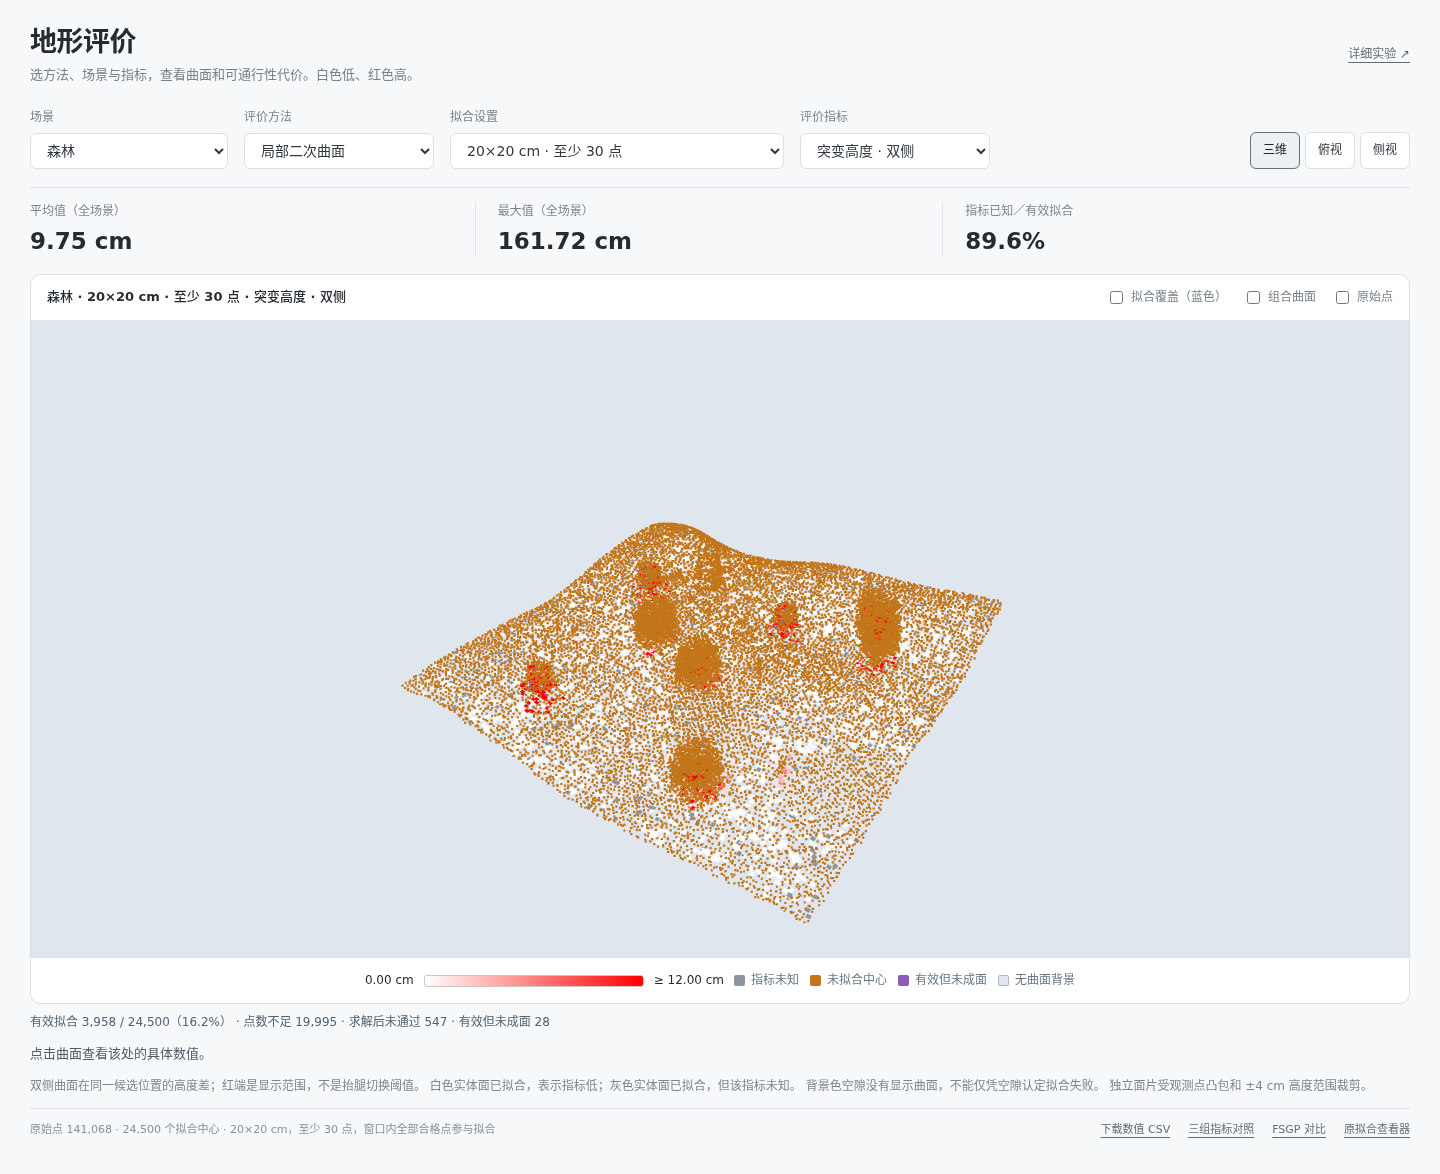 地形评价
选方法、场景与指标，查看曲面和可通行性代价。白色低、红色高。
详细实验 ↗
场景 评价方法 拟合设置 评价指标
森林 局部二次曲面 20×20 cm · 至少 30 点 突变高度 · 双侧 三维 俯视 侧视
平均值（全场景） 最大值（全场景） 指标已知／有效拟合
9.75 cm 161.72 cm 89.6%
森林 · 20×20 cm · 至少 30 点 · 突变高度 · 双侧 拟合覆盖（蓝色） 组合曲面 原始点
0.00 cm ≥ 12.00 cm 指标未知 未拟合中心 有效但未成面 无曲面背景
有效拟合 3,958 / 24,500（16.2%） · 点数不足 19,995 · 求解后未通过 547 · 有效但未成面 28
点击曲面查看该处的具体数值。
双侧曲面在同一候选位置的高度差；红端是显示范围，不是抬腿切换阈值。 白色实体面已拟合，表示指标低；灰色实体面已拟合，但该指标未知。 背景色空隙没有显示曲面，不能仅凭空隙认定拟合失败。 独立面片受观测点凸包和 ±4 cm 高度范围裁剪。
原始点 141,068 · 24,500 个拟合中心 · 20×20 cm，至少 30 点，窗口内全部合格点参与拟合 下载数值 CSV 三组指标对照 FSGP 对比 原拟合查看器